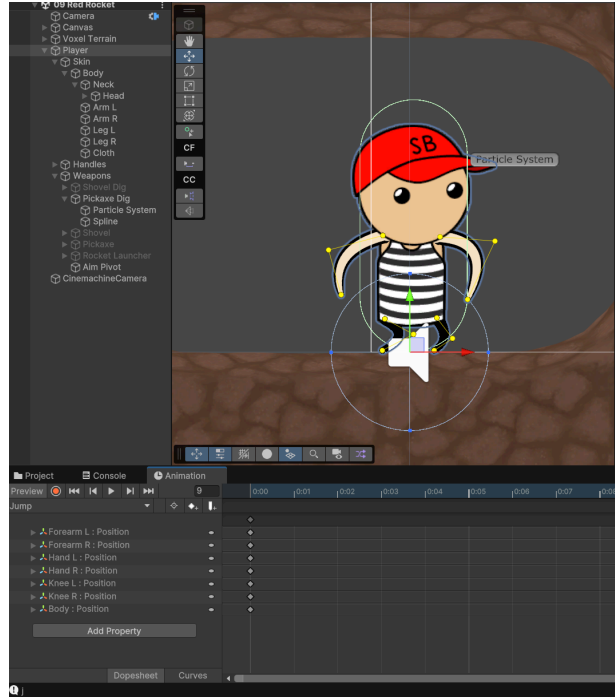 09 Red Rocket
Camera
Canvas
Voxel Terrain
Player
Skin
Body
Neck
Head
Arm L
Arm R
Leg L
Leg R
Cloth
Handles
Weapons
Shovel Dig
Pickaxe Dig
Particle System
Spline
Shovel
Pickaxe
Rocket Launcher
Aim Pivot
CinemachineCamera
CF
CC
SB
Particle System
Project Console Animation
Preview 9 0:00 0:01 0:02 0:03 0:04 0:05 0:06 0:07 0:08
Jump
Forearm L : Position
Forearm R : Position
Hand L : Position
Hand R : Position
Knee L : Position
Knee R : Position
Body : Position
Add Property
Dopesheet Curves